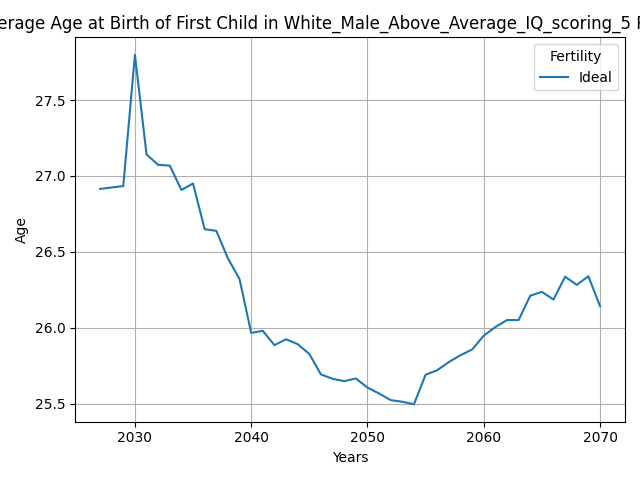 Average Age at Birth of First Child in White_Male_Above_Average_IQ_scoring_5
Fertility
Ideal
27.5
27.0
26.5
26.0
25.5
Age
2030 2040 2050 2060 2070
Years